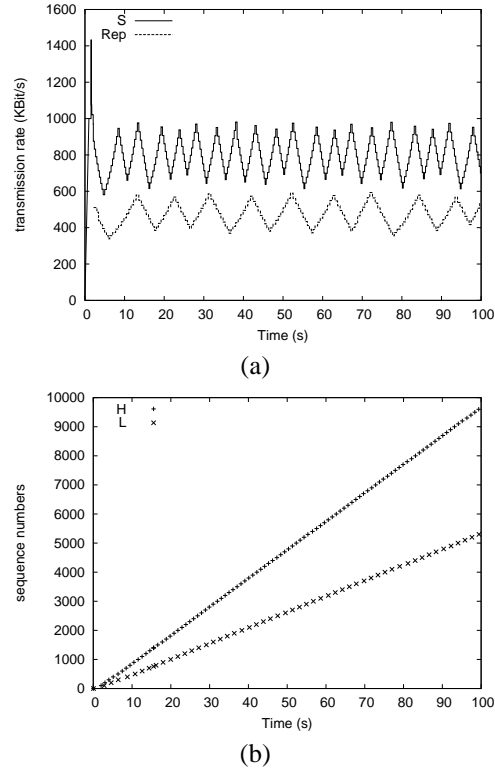 1600
S
Rep
1400
1200
1000
800
600
400
200
0
transmission rate (KBit/s)
0 10 20 30 40 50 60 70 80 90 100
Time (s)
(a)
10000
H
L
9000
8000
7000
6000
5000
4000
3000
2000
1000
0
sequence numbers
0 10 20 30 40 50 60 70 80 90 100
Time (s)
(b)